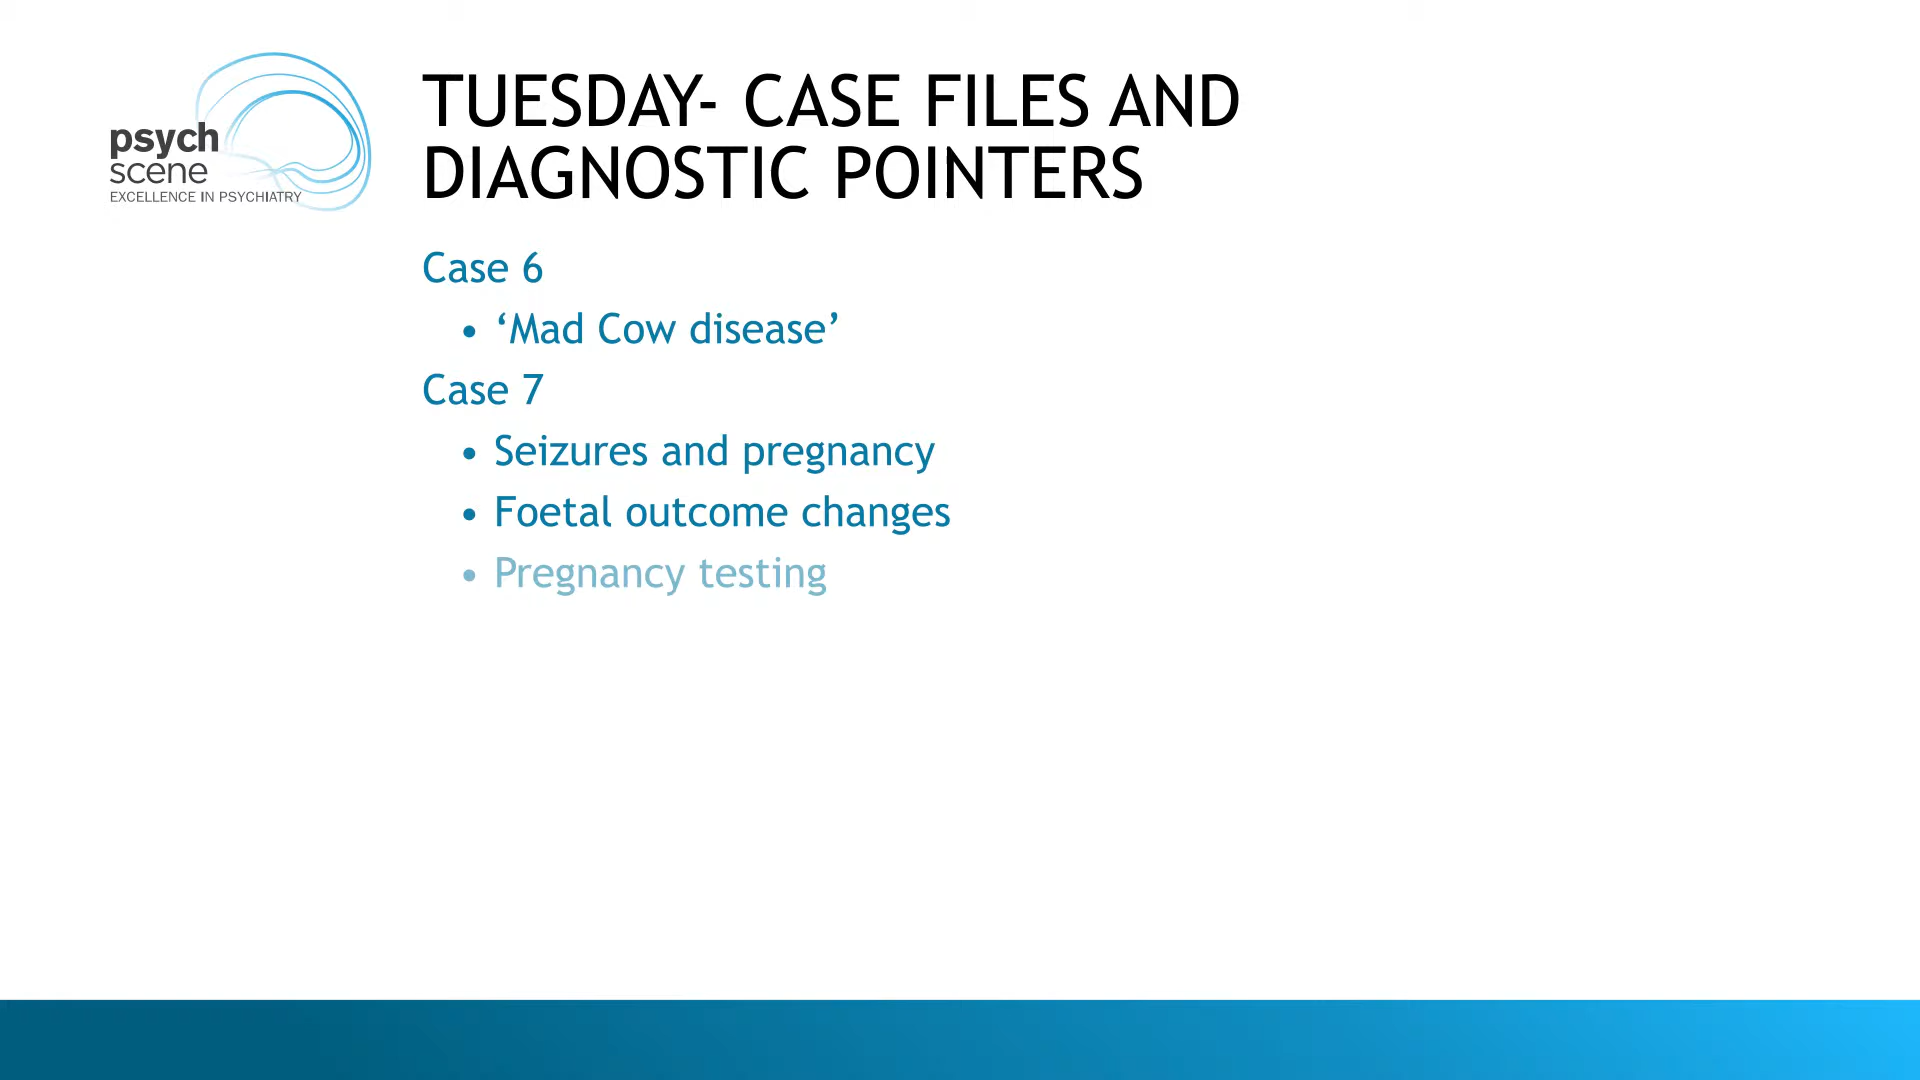 psych
scene
EXCELLENCE IN PSYCHIATRY
TUESDAY- CASE FILES AND
DIAGNOSTIC POINTERS
Case 6
• ‘Mad Cow disease’
Case 7
• Seizures and pregnancy
• Foetal outcome changes
• Pregnancy testing